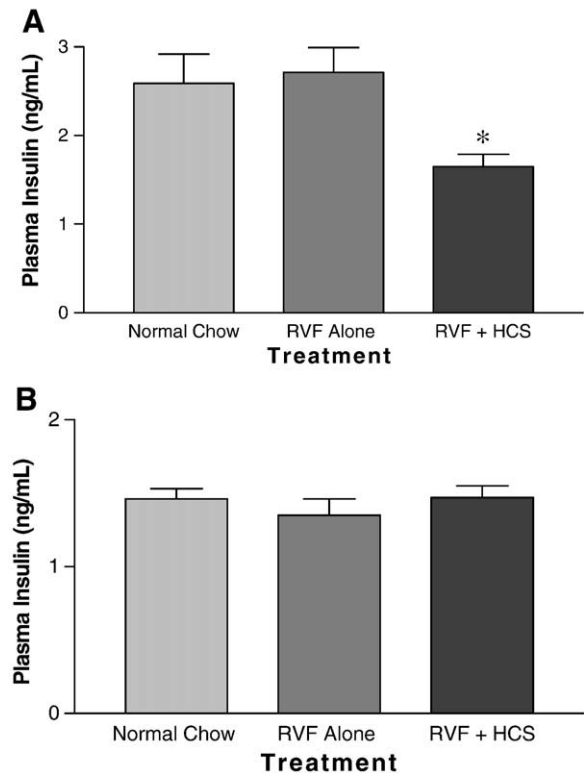 A
Plasma Insulin (ng/mL)
3
2
1
0
*
Normal Chow RVF Alone RVF + HCS
Treatment
B
Plasma Insulin (ng/mL)
2
1
0
Normal Chow RVF Alone RVF + HCS
Treatment